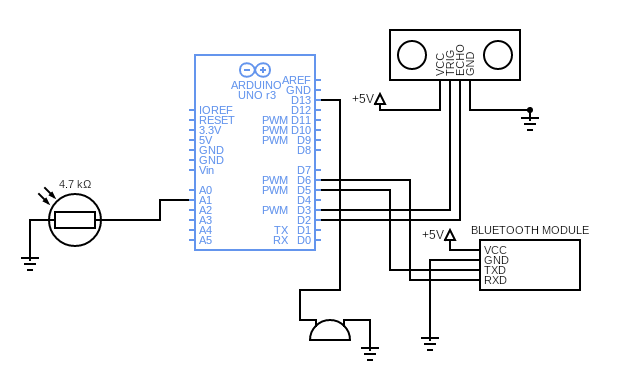 VCC
TRIG
ECHO
GND
+5V
ARDUINO
UNO r3
AREF
GND
D13
IOREF D12
RESET PWM D11
3.3V PWM D10
5V PWM D9
GND D8
GND
Vin D7
PWM D6
A0 PWM D5
A1 D4
A2 PWM D3
A3 D2
A4 TX D1
A5 RX D0
4.7 kΩ
+5V
BLUETOOTH MODULE
VCC
GND
TXD
RXD